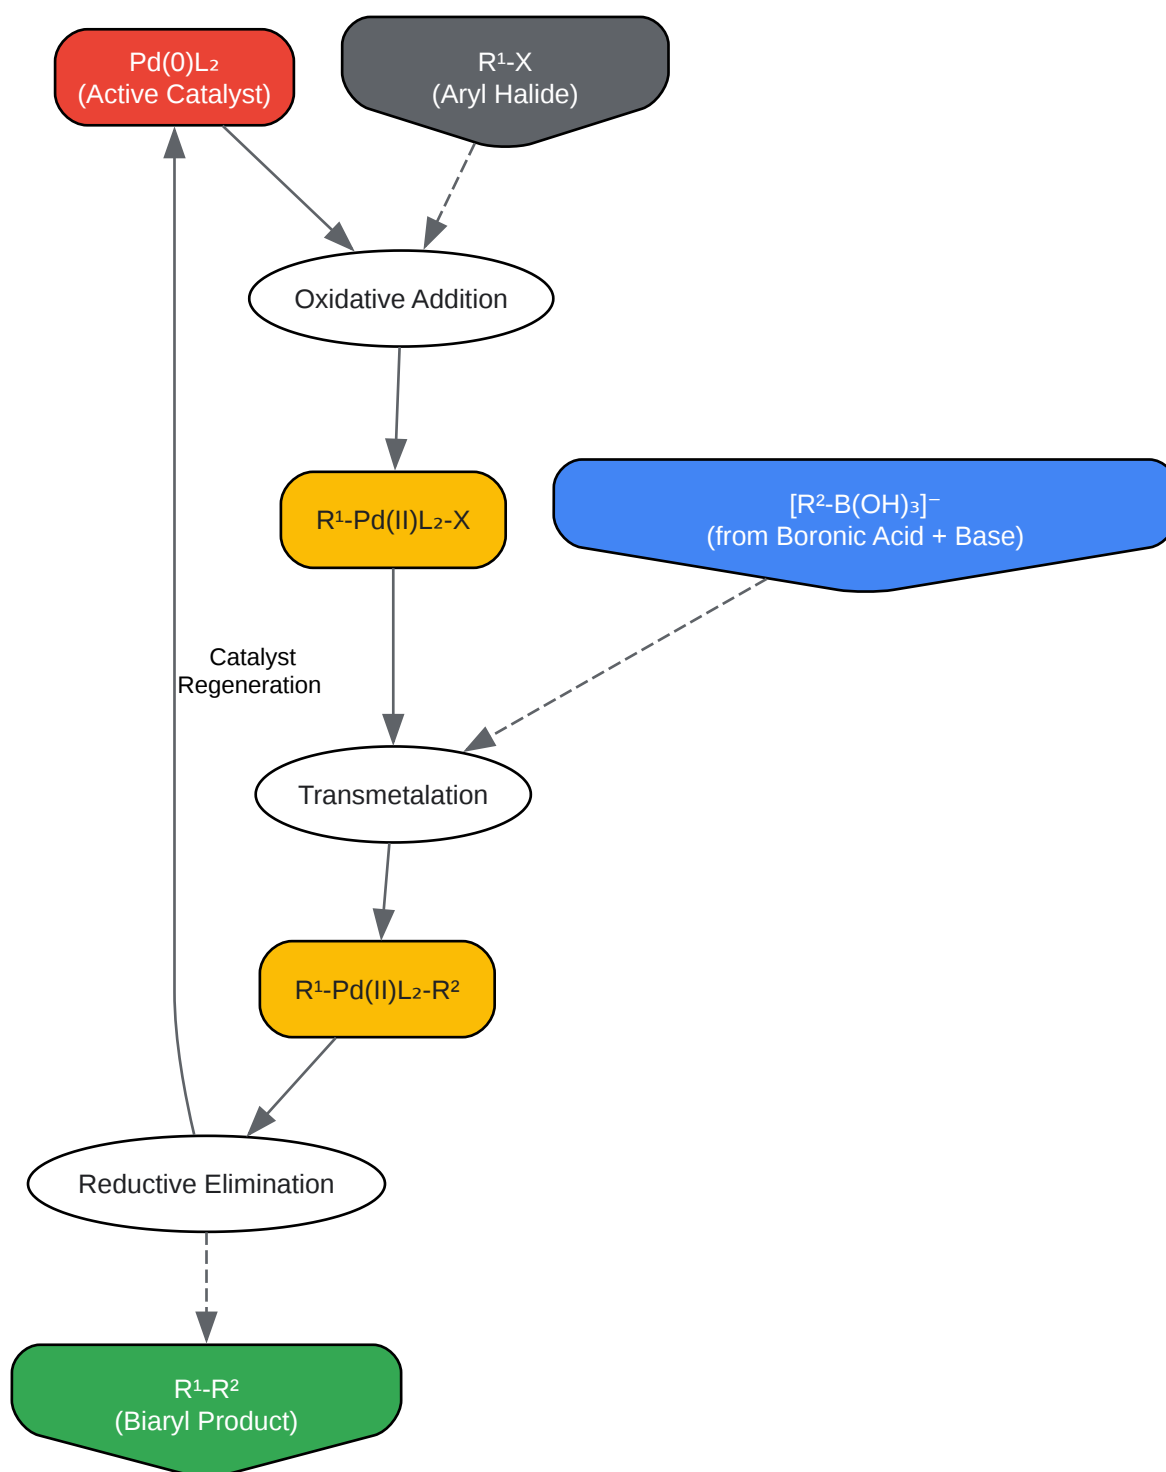 Pd(0)L₂
(Active Catalyst)
R¹-X
(Aryl Halide)
Oxidative Addition
R¹-Pd(II)L₂-X
[R²-B(OH)₃]⁻
(from Boronic Acid + Base)
Catalyst
Regeneration
Transmetalation
R¹-Pd(II)L₂-R²
Reductive Elimination
R¹-R²
(Biaryl Product)